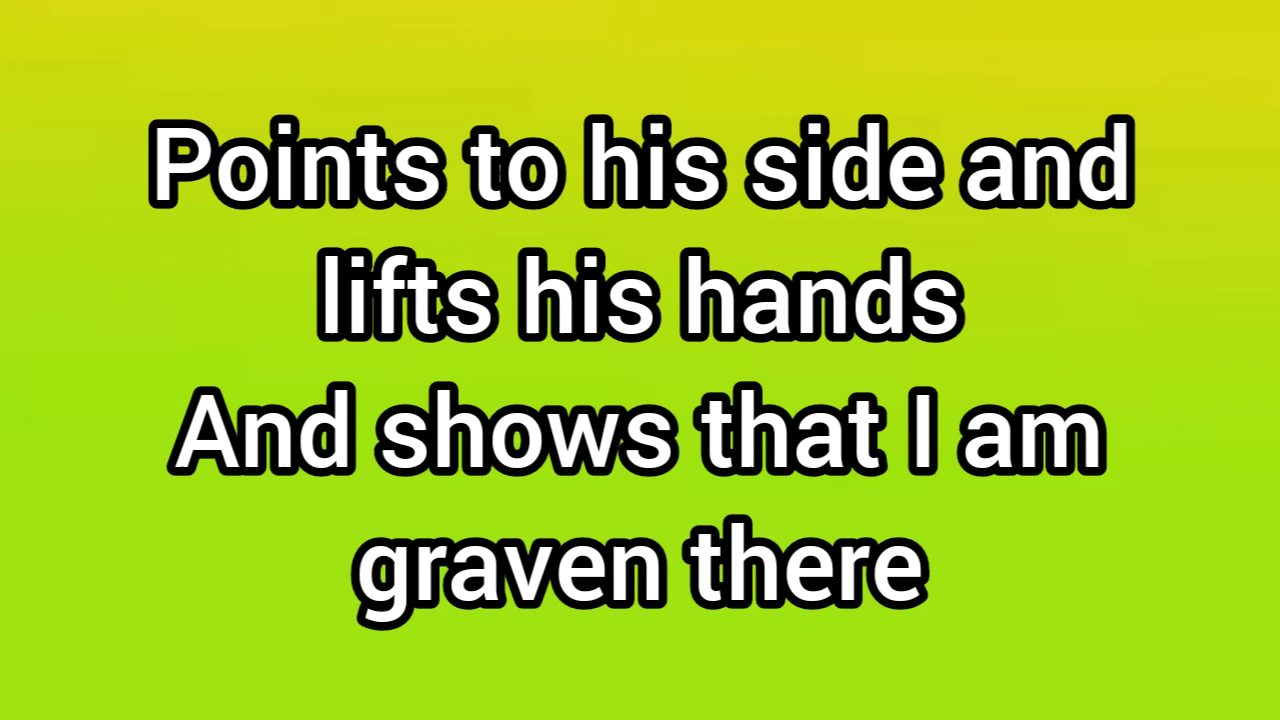 Points to his side and
lifts his hands
And shows that I am
graven there